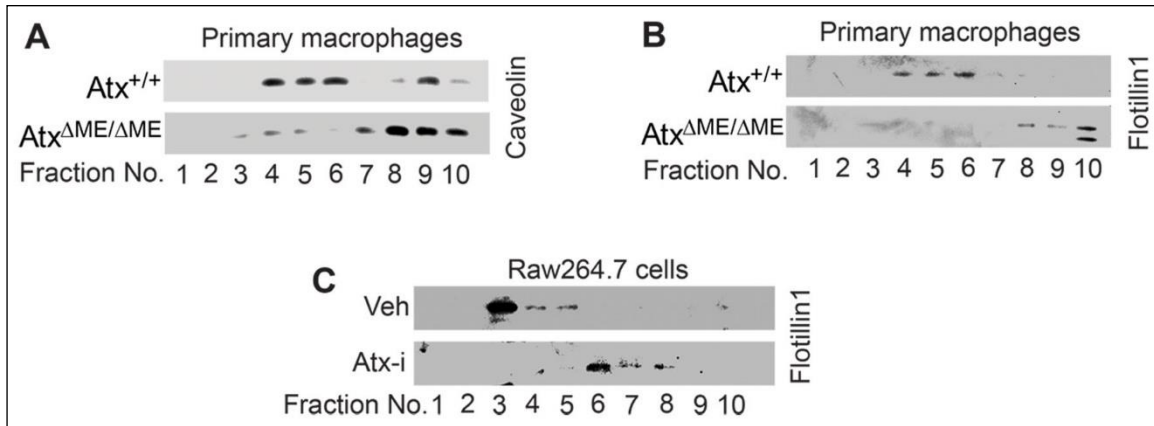 A
Primary macrophages
Atx+/+
AtxΔME/ΔME
Caveolin
Fraction No. 1 2 3 4 5 6 7 8 9 10
B
Primary macrophages
Atx+/+
AtxΔME/ΔME
Flotillin1
Fraction No. 1 2 3 4 5 6 7 8 9 10
C
Raw264.7 cells
Veh
Atx-i
Flotillin1
Fraction No. 1 2 3 4 5 6 7 8 9 10